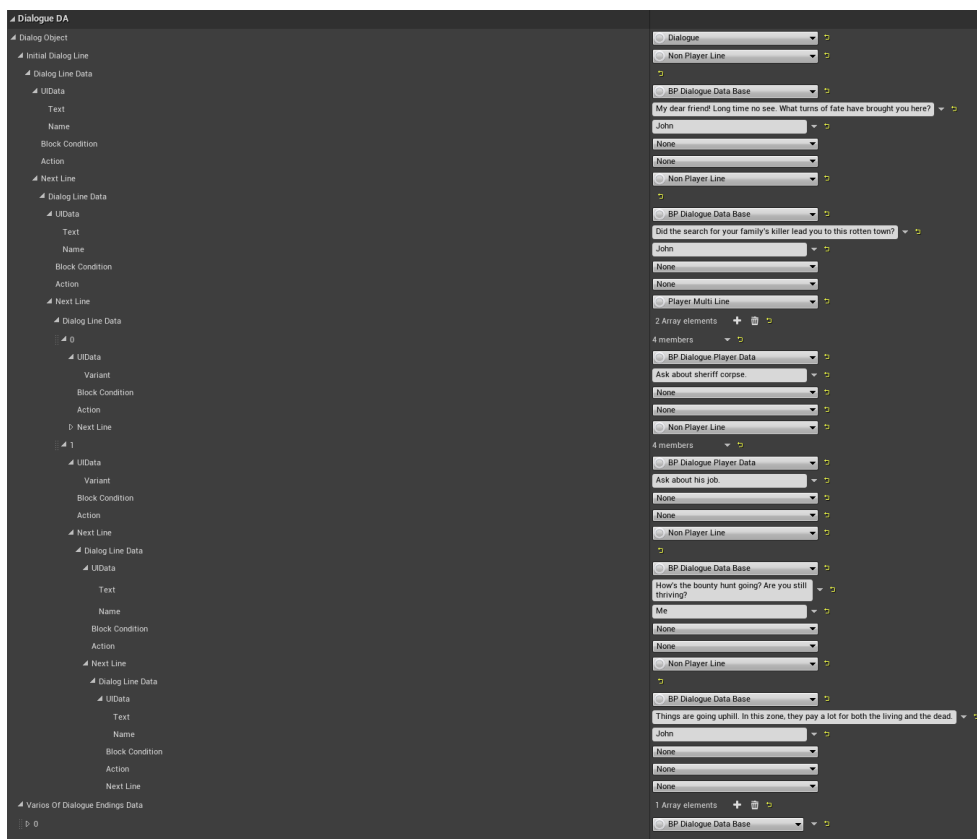 Dialogue DA
Dialog Object Dialogue
Initial Dialog Line Non Player Line
Dialog Line Data
UIData BP Dialogue Data Base
Text My dear friend! Long time no see. What turns of fate have brought you here?
Name John
Block Condition None
Action None
Next Line Non Player Line
Dialog Line Data
UIData BP Dialogue Data Base
Text Did the search for your family's killer lead you to this rotten town?
Name John
Block Condition None
Action None
Next Line Player Multi Line
Dialog Line Data 2 Array elements
0 4 members
UIData BP Dialogue Player Data
Variant Ask about sheriff corpse.
Block Condition None
Action None
Next Line Non Player Line
1 4 members
UIData BP Dialogue Player Data
Variant Ask about his job.
Block Condition None
Action None
Next Line Non Player Line
Dialog Line Data
UIData BP Dialogue Data Base
Text How's the bounty hunt going? Are you still
thriving?
Name Me
Block Condition None
Action None
Next Line Non Player Line
Dialog Line Data
UIData BP Dialogue Data Base
Text Things are going uphill. In this zone, they pay a lot for both the living and the dead.
Name John
Block Condition None
Action None
Next Line None
Varios Of Dialogue Endings Data 1 Array elements
0 BP Dialogue Data Base